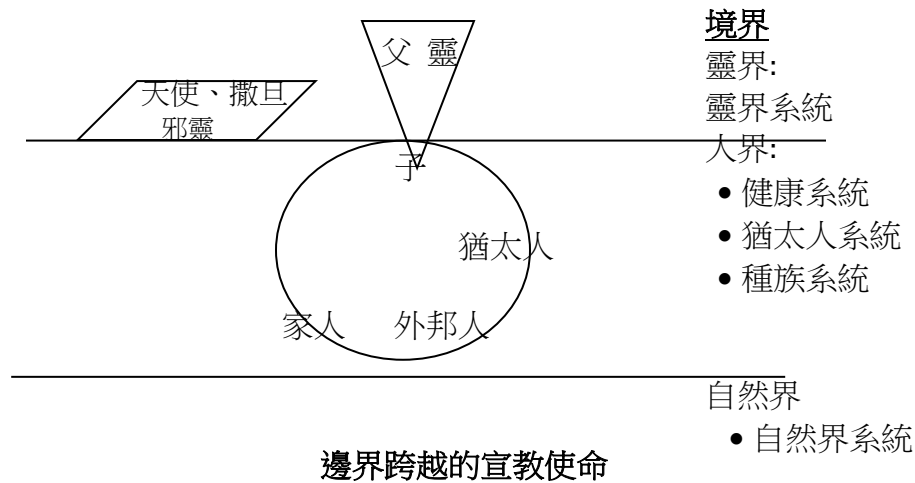 父 靈
天使、撒旦
邪靈
子
猶太人
家人 外邦人
境界
靈界:
靈界系統
人界:
• 健康系統
• 猶太人系統
• 種族系統
自然界
• 自然界系統
邊界跨越的宣教使命